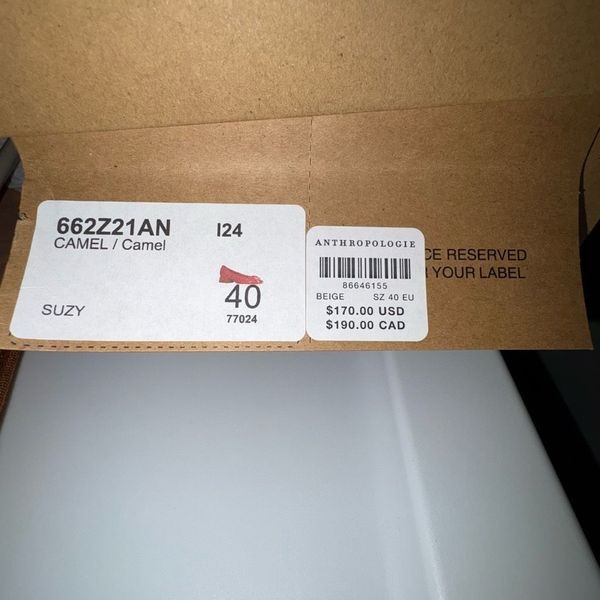 662Z21AN I24
CAMEL / Camel
40
77024
SUZY
ANTHROPOLOGIE
86646155
BEIGE SZ 40 EU
$170.00 USD
$190.00 CAD
CE RESERVED
YOUR LABEL